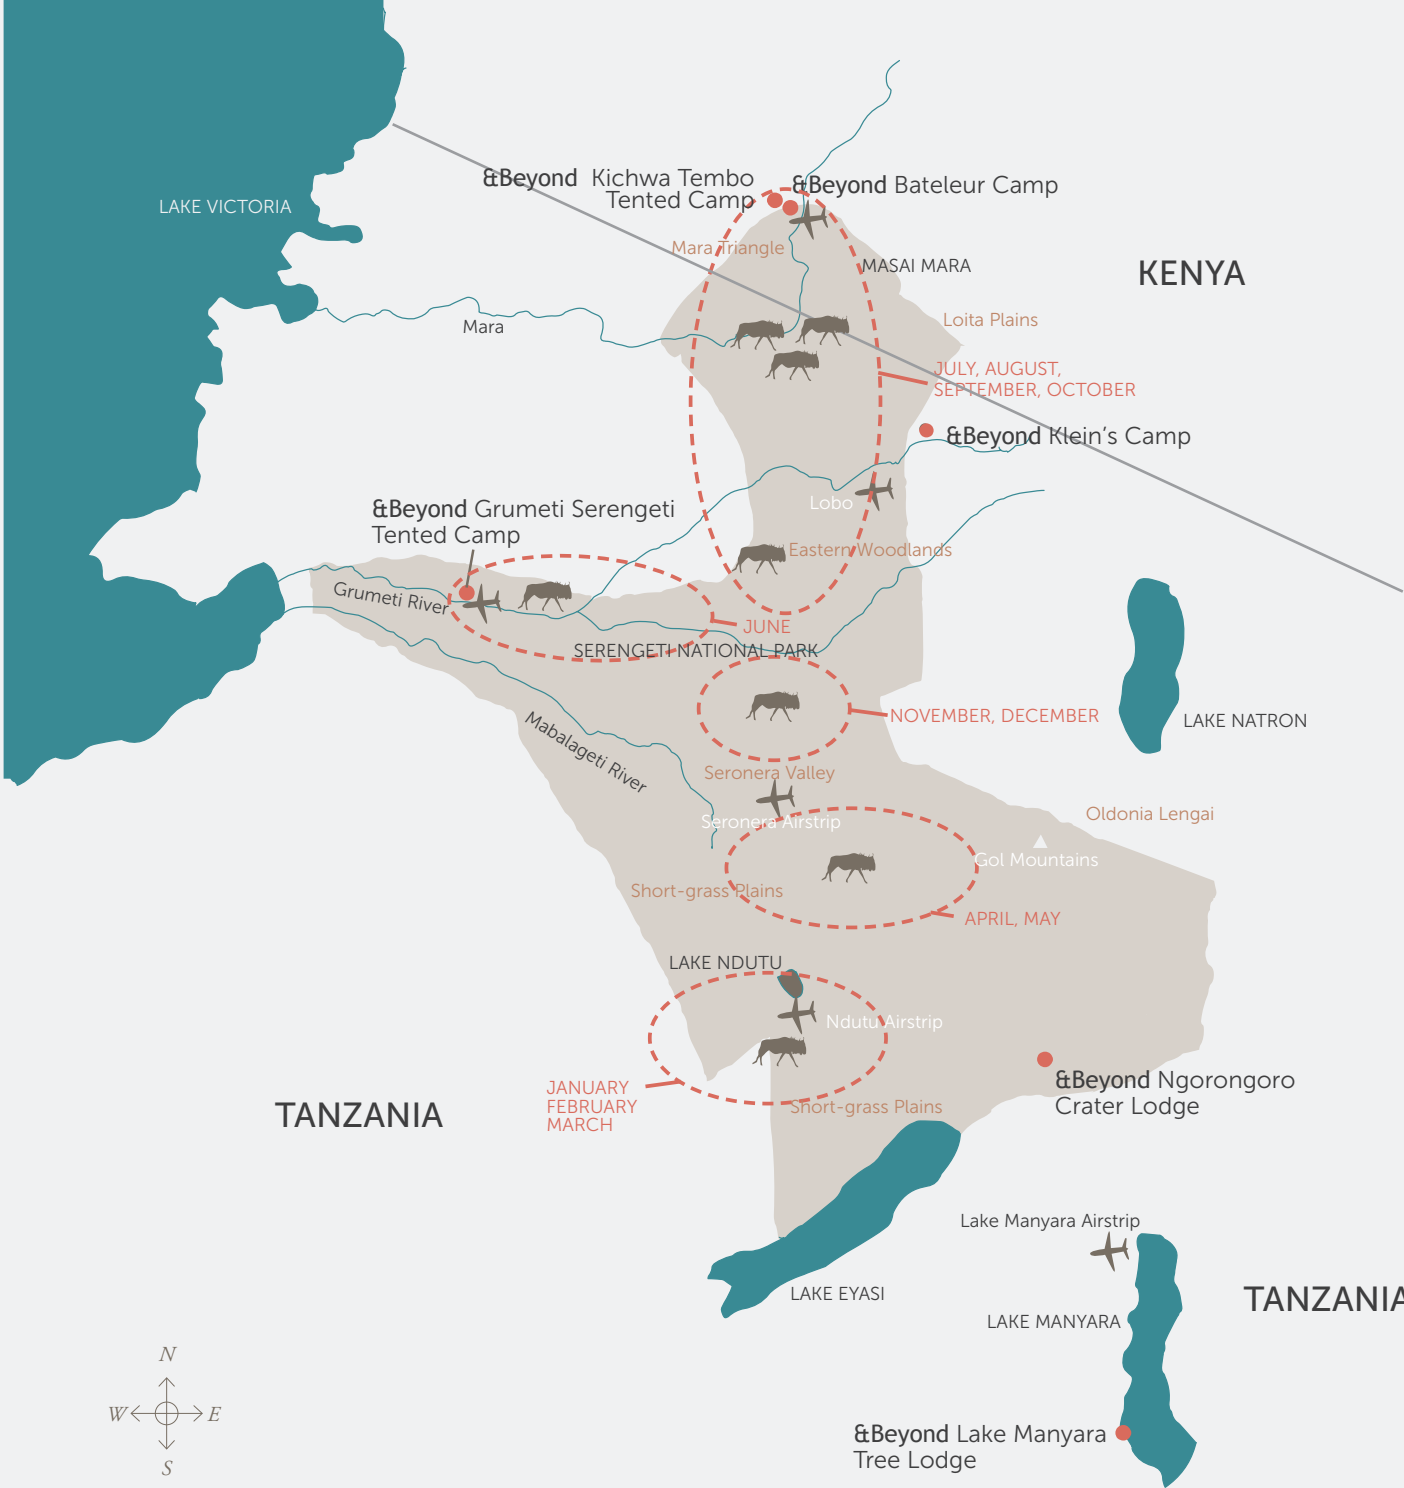 &Beyond Kichwa Tembo
Tented Camp
&Beyond Bateleur Camp
LAKE VICTORIA
Mara Triangle
MASAI MARA
KENYA
Loita Plains
Mara
JULY, AUGUST,
SEPTEMBER, OCTOBER
&Beyond Klein's Camp
Lobo
&Beyond Grumeti Serengeti
Tented Camp
Eastern Woodlands
Grumeti River
JUNE
SERENGETI NATIONAL PARK
NOVEMBER, DECEMBER
LAKE NATRON
Mabalageti River
Seronera Valley
Seronera Airstrip
Oldonia Lengai
Gol Mountains
Short-grass Plains
APRIL, MAY
LAKE NDUTU
Ndutu Airstrip
JANUARY
FEBRUARY
MARCH
&Beyond Ngorongoro
Crater Lodge
TANZANIA
Short-grass Plains
Lake Manyara Airstrip
LAKE EYASI
TANZANIA
LAKE MANYARA
N
W E
S
&Beyond Lake Manyara
Tree Lodge